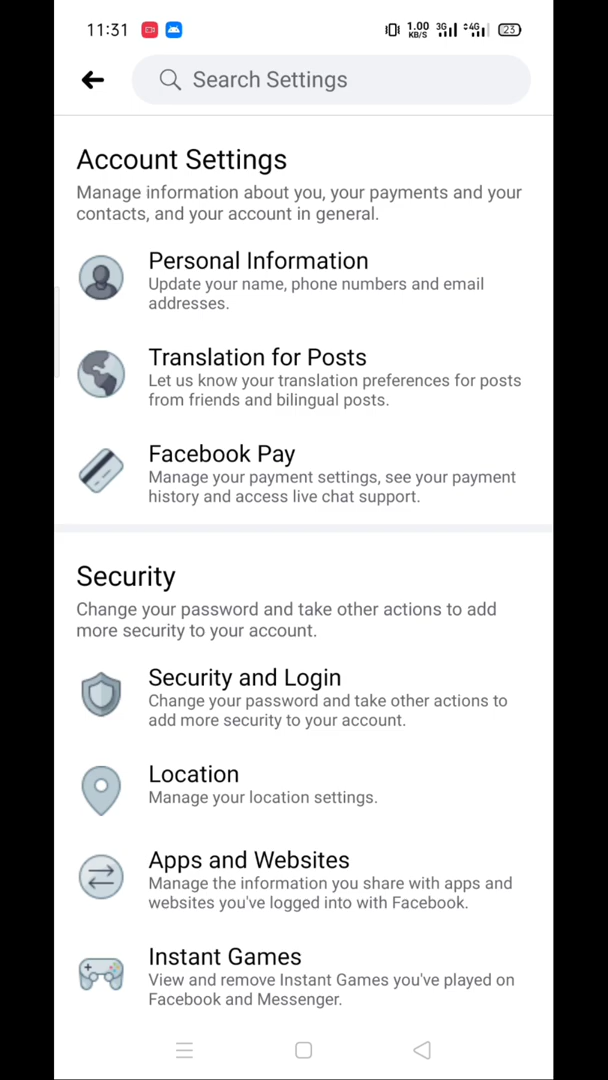 11:31
1.00 KB/S 3G 4G 23
Search Settings
Account Settings
Manage information about you, your payments and your
contacts, and your account in general.
Personal Information
Update your name, phone numbers and email
addresses.
Translation for Posts
Let us know your translation preferences for posts
from friends and bilingual posts.
Facebook Pay
Manage your payment settings, see your payment
history and access live chat support.
Security
Change your password and take other actions to add
more security to your account.
Security and Login
Change your password and take other actions to
add more security to your account.
Location
Manage your location settings.
Apps and Websites
Manage the information you share with apps and
websites you've logged into with Facebook.
Instant Games
View and remove Instant Games you've played on
Facebook and Messenger.